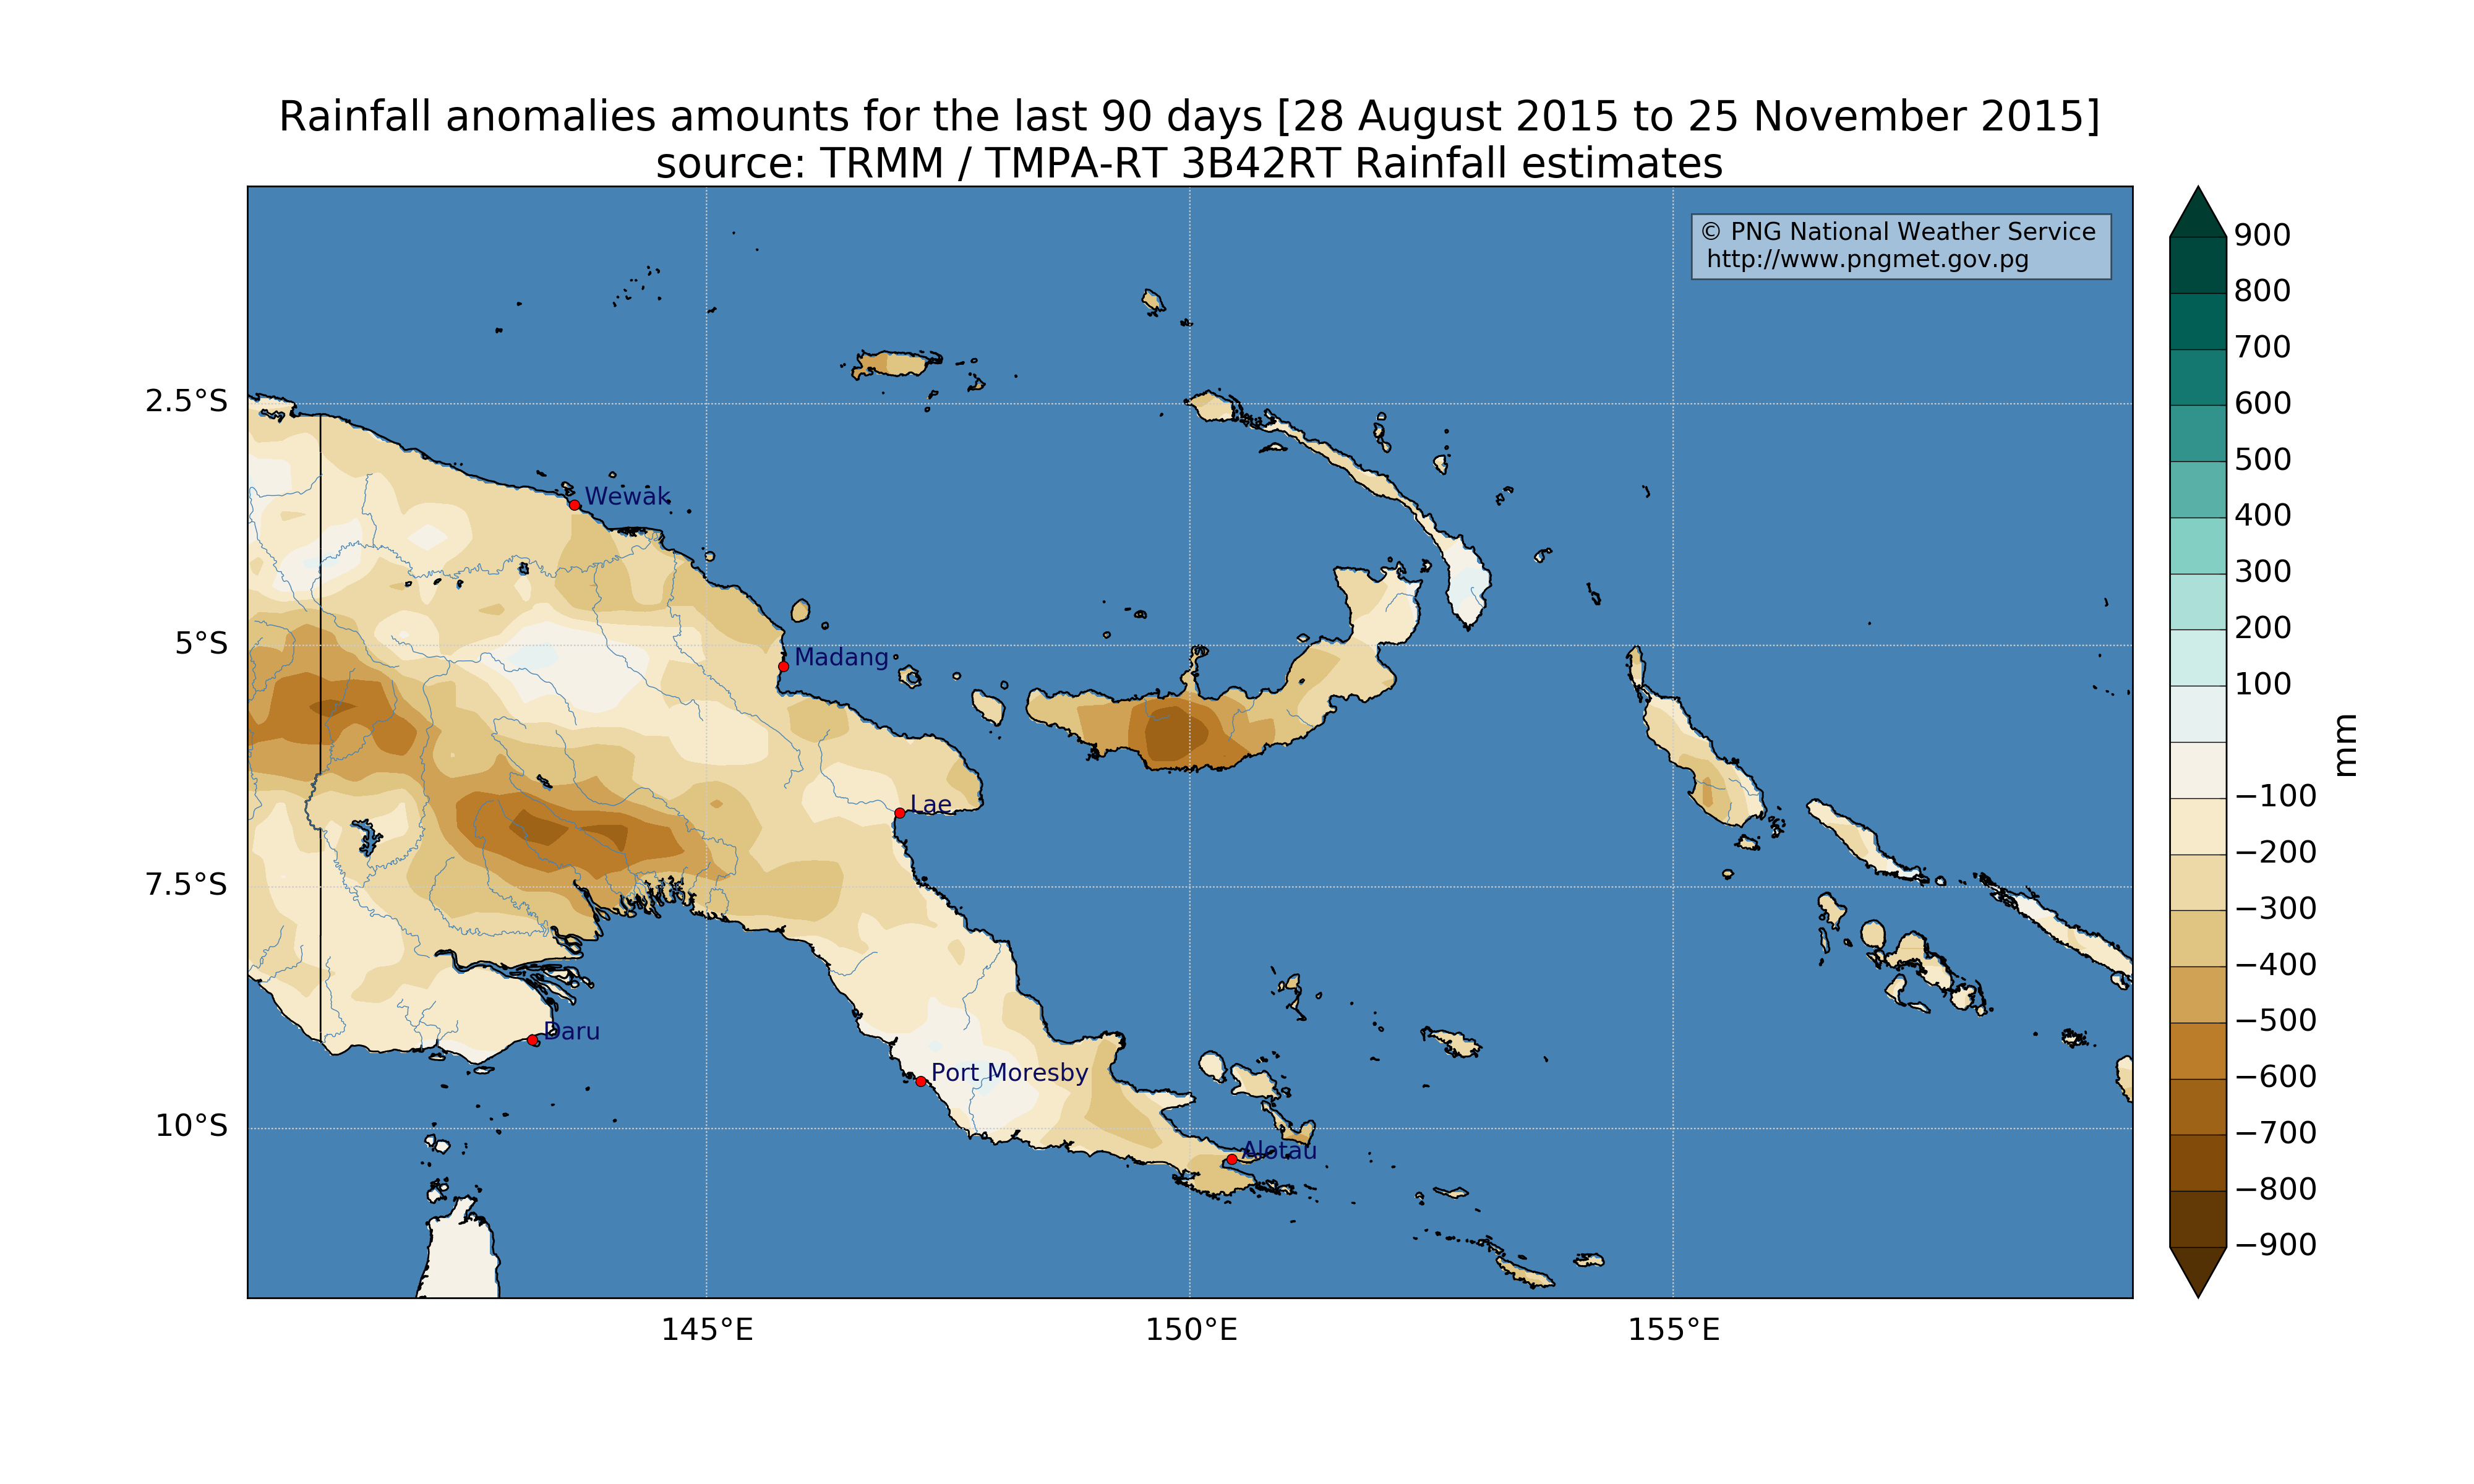 Rainfall anomalies amounts for the last 90 days [28 August 2015 to 25 November 2015]
source: TRMM / TMPA-RT 3B42RT Rainfall estimates
© PNG National Weather Service
http://www.pngmet.gov.pg
2.5°S
5°S
7.5°S
10°S
145°E
150°E
155°E
Wewak
Madang
Lae
Daru
Port Moresby
Alotau
900
800
700
600
500
400
300
200
100
−100
−200
−300
−400
−500
−600
−700
−800
−900
mm